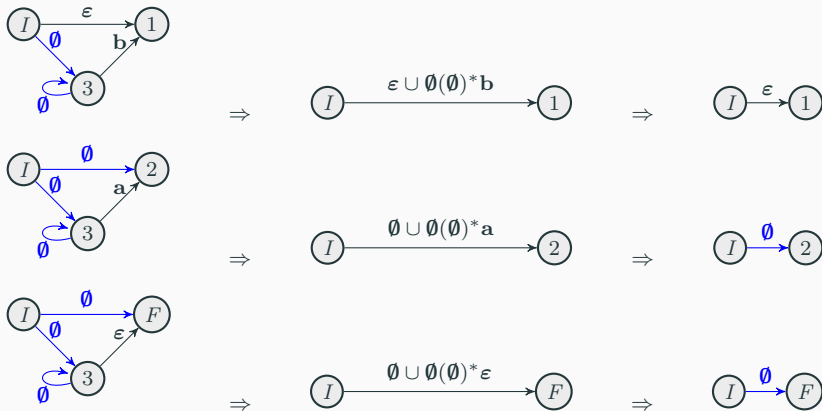 I ε 1
∅ b
∅ 3
⇒ I ε ∪ ∅(∅)*b 1 ⇒ I ε 1
I ∅ 2
∅ a
∅ 3
⇒ I ∅ ∪ ∅(∅)*a 2 ⇒ I ∅ 2
I ∅ F
∅ ε
∅ 3
⇒ I ∅ ∪ ∅(∅)*ε F ⇒ I ∅ F